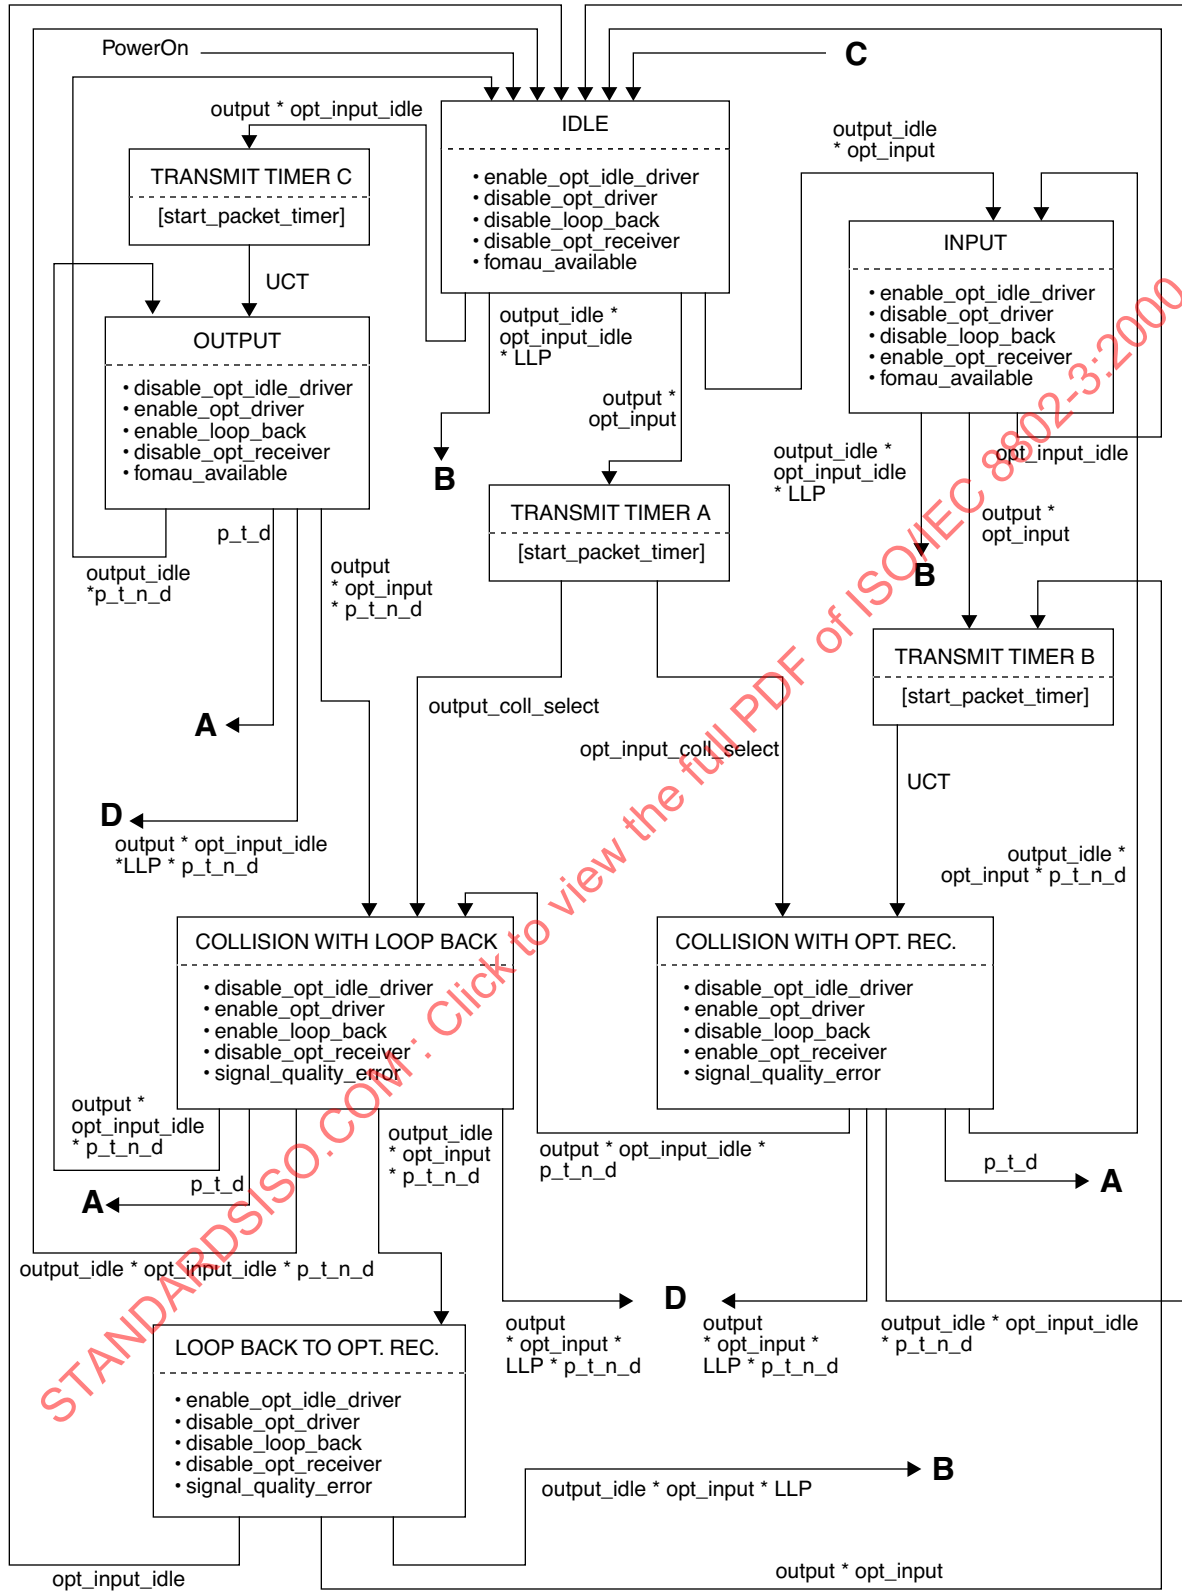 PowerOn
C
output * opt_input_idle
IDLE
• enable_opt_idle_driver
• disable_opt_driver
• disable_loop_back
• disable_opt_receiver
• fomau_available
output_idle
* opt_input
TRANSMIT TIMER C
[start_packet_timer]
UCT
INPUT
• enable_opt_idle_driver
• disable_opt_driver
• disable_loop_back
• enable_opt_receiver
• fomau_available
OUTPUT
• disable_opt_idle_driver
• enable_opt_driver
• enable_loop_back
• disable_opt_receiver
• fomau_available
output_idle *
opt_input_idle
* LLP
B
output *
opt_input
output_idle *
opt_input_idle
* LLP
B
opt_input_idle
output *
opt_input
TRANSMIT TIMER A
[start_packet_timer]
output_idle
*p_t_n_d
p_t_d
output
* opt_input
* p_t_n_d
TRANSMIT TIMER B
[start_packet_timer]
A
output_coll_select
opt_input_coll_select
UCT
D
output * opt_input_idle
*LLP * p_t_n_d
output_idle *
opt_input * p_t_n_d
COLLISION WITH LOOP BACK
• disable_opt_idle_driver
• enable_opt_driver
• enable_loop_back
• disable_opt_receiver
• signal_quality_error
COLLISION WITH OPT. REC.
• disable_opt_idle_driver
• enable_opt_driver
• disable_loop_back
• enable_opt_receiver
• signal_quality_error
output *
opt_input_idle
* p_t_n_d
p_t_d
A
output_idle
* opt_input
* p_t_n_d
output * opt_input_idle *
p_t_n_d
p_t_d
A
output_idle * opt_input_idle * p_t_n_d
D
output
* opt_input *
LLP * p_t_n_d
output
* opt_input *
LLP * p_t_n_d
output_idle * opt_input_idle
* p_t_n_d
LOOP BACK TO OPT. REC.
• enable_opt_idle_driver
• disable_opt_driver
• disable_loop_back
• disable_opt_receiver
• signal_quality_error
B
output_idle * opt_input * LLP
opt_input_idle
output * opt_input
STANDARDSISO.COM : Click to view the full PDF of ISO/IEC 8802-3:2000